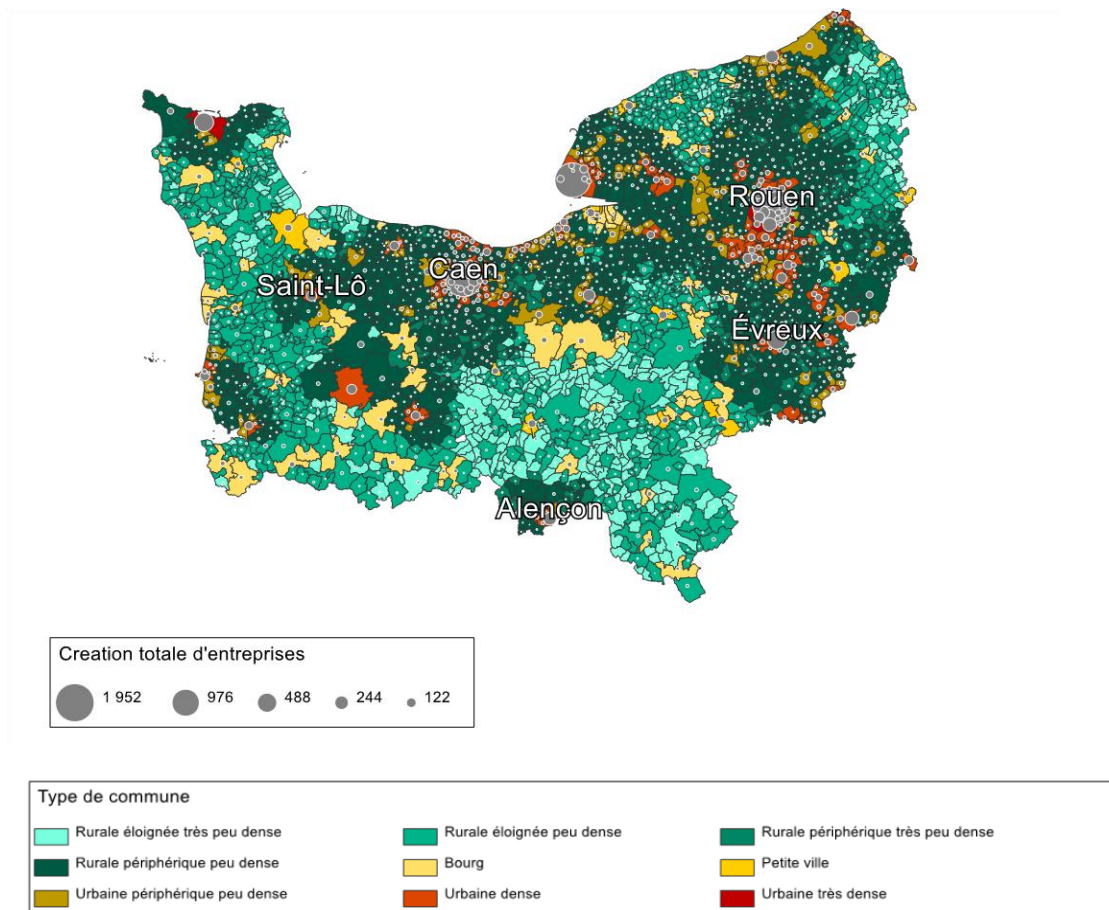 Rouen
Caen
Saint-Lô
Évreux
Alençon
Creation totale d'entreprises
1 952 976 488 244 122
Type de commune
Rurale éloignée très peu dense Rurale éloignée peu dense Rurale périphérique très peu dense
Rurale périphérique peu dense Bourg Petite ville
Urbaine périphérique peu dense Urbaine dense Urbaine très dense